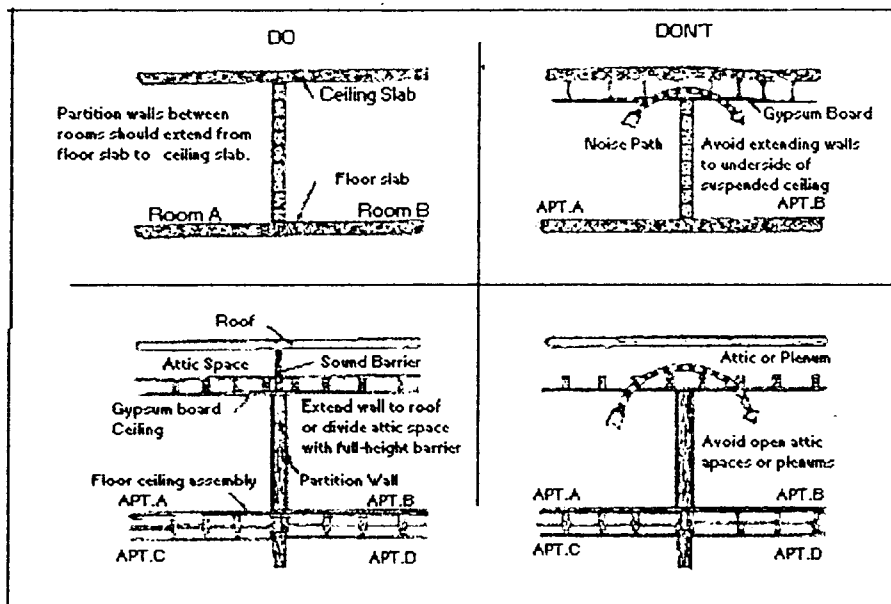 DO
DON'T
Ceiling Slab
Partition walls between
rooms should extend from
floor slab to ceiling slab.
Floor slab
Room A
Room B
Gypsum Board
Noise Path
Avoid extending walls
to underside of
suspended ceiling
APT.A
APT.B
Roof
Attic Space
Sound Barrier
Gypsum board
Ceiling
Extend wall to roof
or divide attic space
with full-height barrier
Partition Wall
Floor ceiling assembly
APT.A
APT.B
APT.C
APT.D
Attic or Plenum
Avoid open attic
apaces or plenums
APT.A
APT.B
APT.C
APT.D